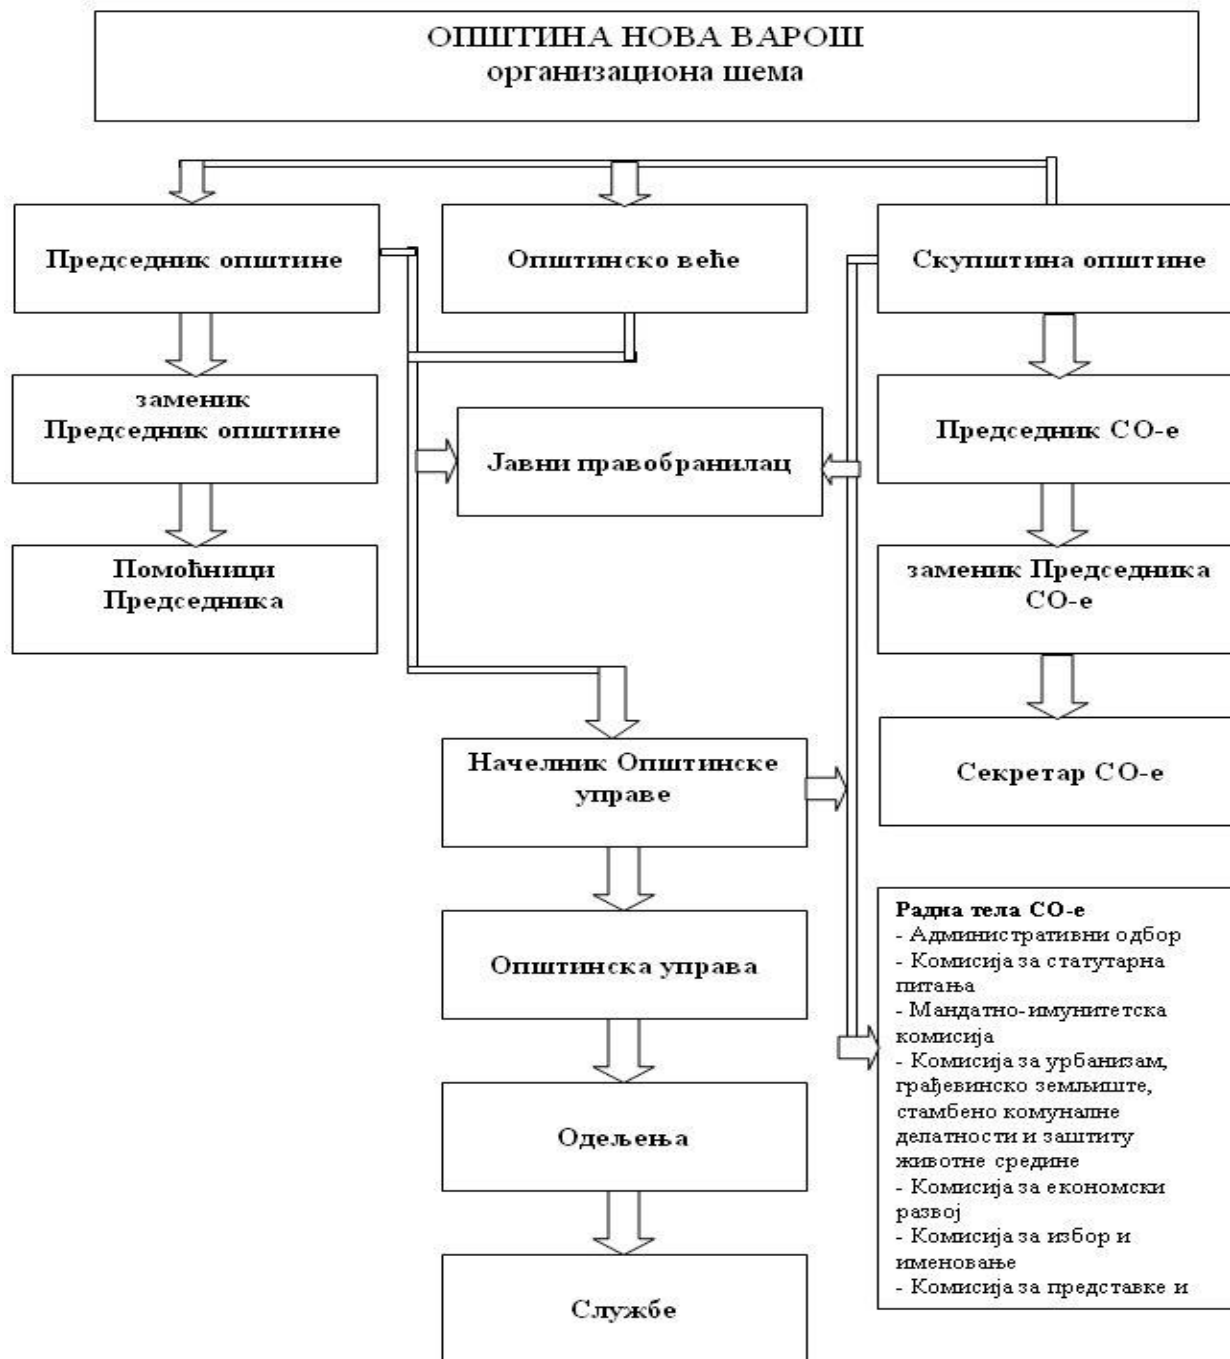 ОПШТИНА НОВА ВАРОШ
организациона шема
Председник општине
Општинско веће
Скупштина општине
заменик
Председник општине
Јавни правобранилац
Председник СО-е
Помоћници
Председника
заменик Председника
СО-е
Начелник Општинске
управе
Секретар СО-е
Општинска управа
Радна тела СО-е
- Административни одбор
- Комисија за статутарна
питања
- Мандатно-имунитетска
комисија
- Комисија за урбанизам,
грађевинско земљиште,
стамбено комуналне
делатности и заштиту
животне средине
- Комисија за економски
развој
- Комисија за избор и
именовање
- Комисија за представке и
Одељења
Службе